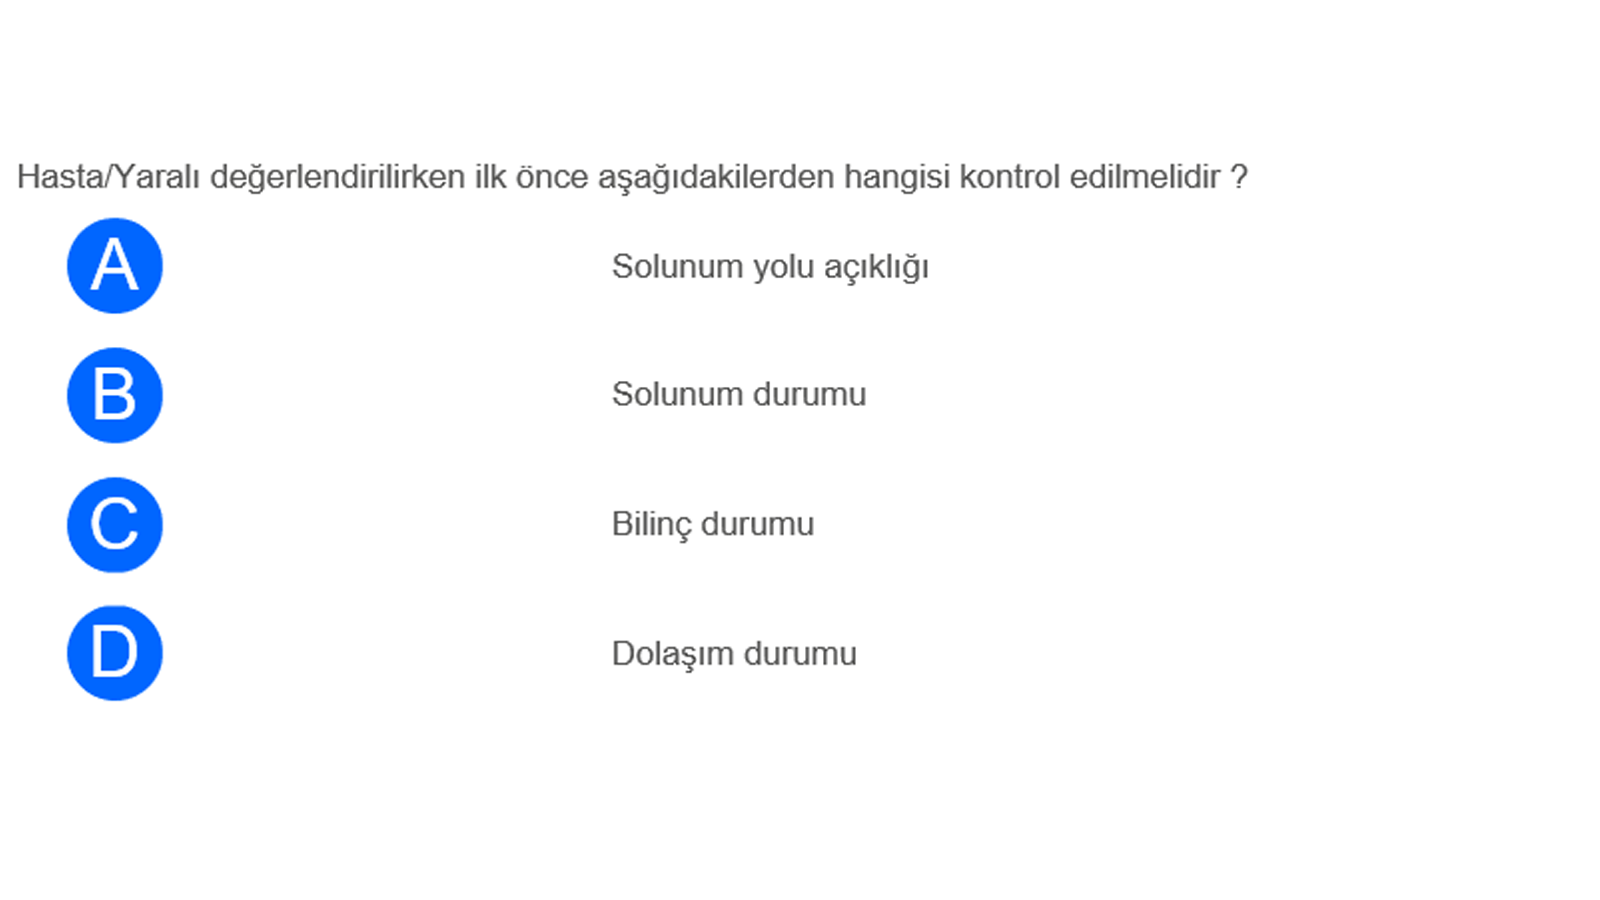 Hasta/Yaralı değerlendirilirken ilk önce aşağıdakilerden hangisi kontrol edilmelidir ?
A Solunum yolu açıklığı
B Solunum durumu
C Bilinç durumu
D Dolaşım durumu